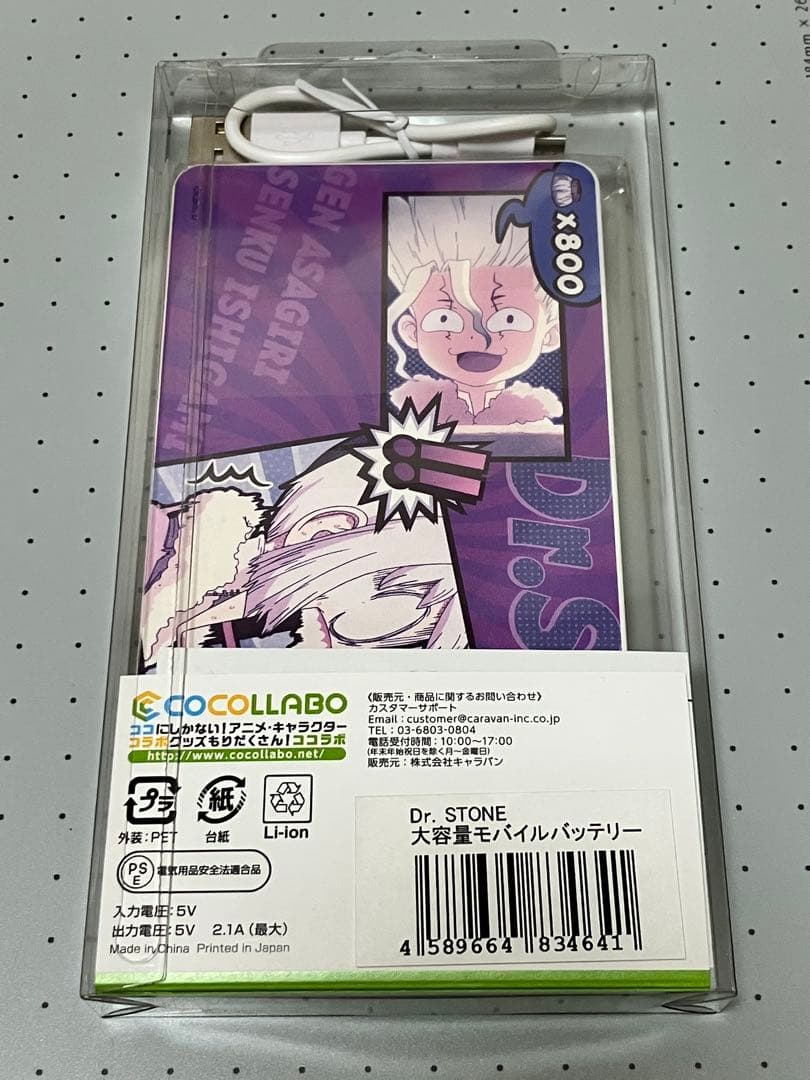 x800
GEN ASAGIRI
SENKU ISHIGAMI
Dr.S
COCOLLABO
ココにしかない!アニメ・キャラクター
コラボグッズもりだくさん!ココラボ
http://www.cocollabo.net/
〈販売元・商品に関するお問い合わせ〉
カスタマーサポート
Email：customer@caravan-inc.co.jp
TEL：03-6803-0804
電話受付時間：10:00〜17:00
(年末年始祝日を除く月〜金曜日)
販売元：株式会社キャラバン
プラ
外装：PET
紙
台紙
Li-ion
PS
E
電気用品安全法適合品
入力電圧：5V
出力電圧：5V 2.1A（最大）
Made in China Printed in Japan
Dr. STONE
大容量モバイルバッテリー
4 589664 834641